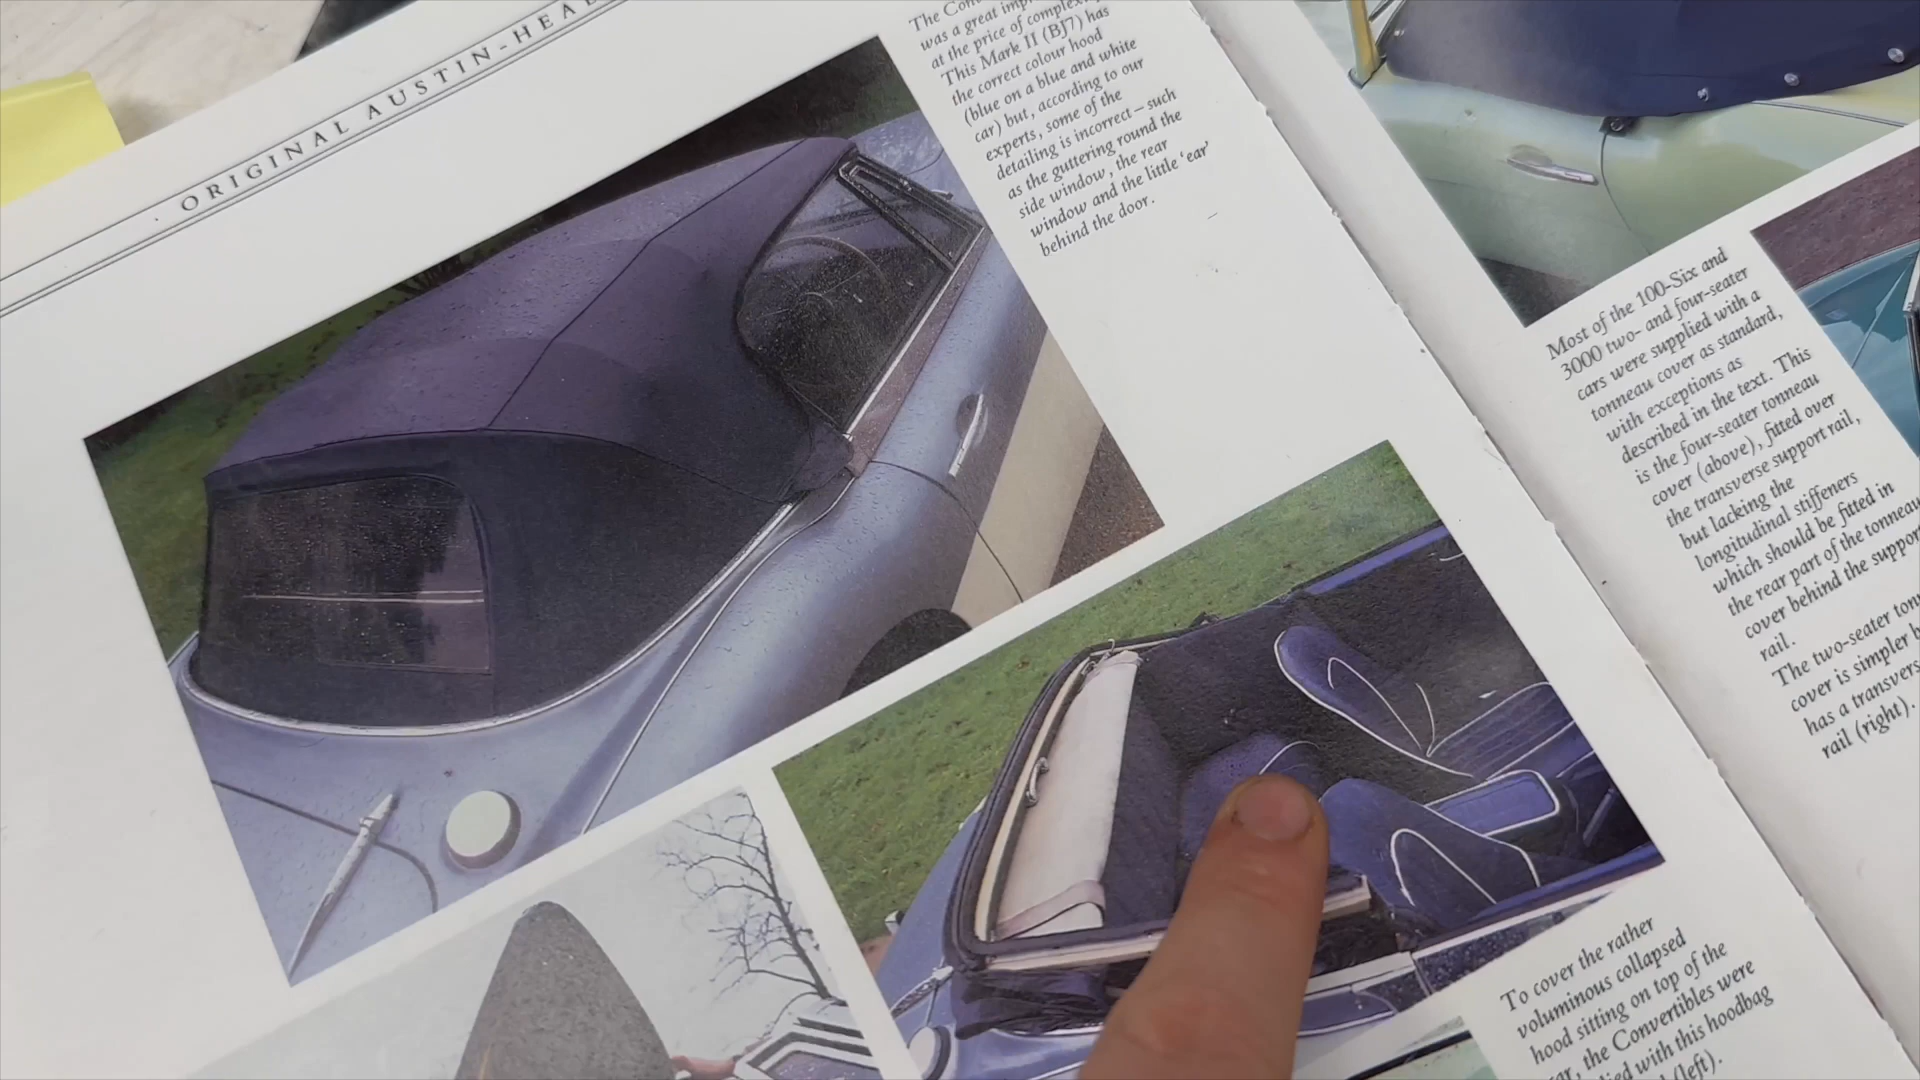 ORIGINAL AUSTIN-HEAL
The Con
was a great imp
at the price of complex
This Mark II (BJ7) has
the correct colour hood
(blue on a blue and white
car) but, according to our
experts, some of the
detailing is incorrect – such
as the guttering round the
side window, the rear
window and the little 'ear'
behind the door.
Most of the 100-Six and
3000 two- and four-seater
cars were supplied with a
tonneau cover as standard,
with exceptions as
described in the text. This
is the four-seater tonneau
cover (above), fitted over
the transverse support rail,
but lacking the
longitudinal stiffeners
which should be fitted in
the rear part of the tonneau
cover behind the support
rail.
The two-seater ton
cover is simpler b
has a transvers
rail (right).
To cover the rather
voluminous collapsed
hood sitting on top of the
ar, the Convertibles were
lied with this hoodbag
(left).